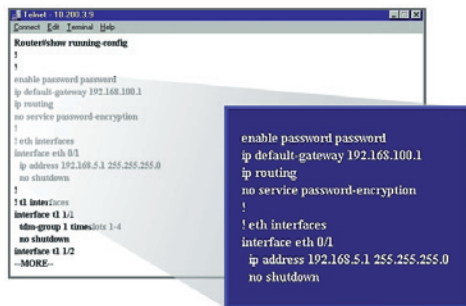 Telnet - 10.200.3.9
Connect Edit Terminal Help
Router#show running-config
!
!
enable password password
ip default-gateway 192.168.100.1
ip routing
no service password-encryption
!
! eth interfaces
interface eth 0/1
ip address 192.168.5.1 255.255.255.0
no shutdown
!
! t1 interfaces
interface t1 1/1
tdm-group 1 timeslots 1-4
no shutdown
interface t1 1/2
--MORE--
enable password password
ip default-gateway 192.168.100.1
ip routing
no service password-encryption
!
! eth interfaces
interface eth 0/1
ip address 192.168.5.1 255.255.255.0
no shutdown